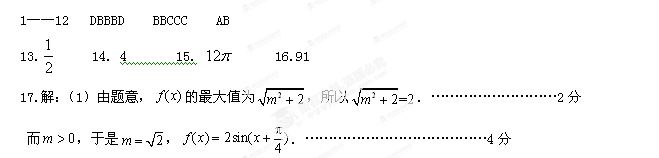 1——12 DBBBD BBCCC AB
13. 1/2 14. 4 15. 12π 16.91
17.解：（1）由题意，f(x)的最大值为√(m²+2)，所以√(m²+2)=2．………………………2 分
而m>0，于是m=√2，f(x)=2sin(x+π/4)．…………………………………4 分